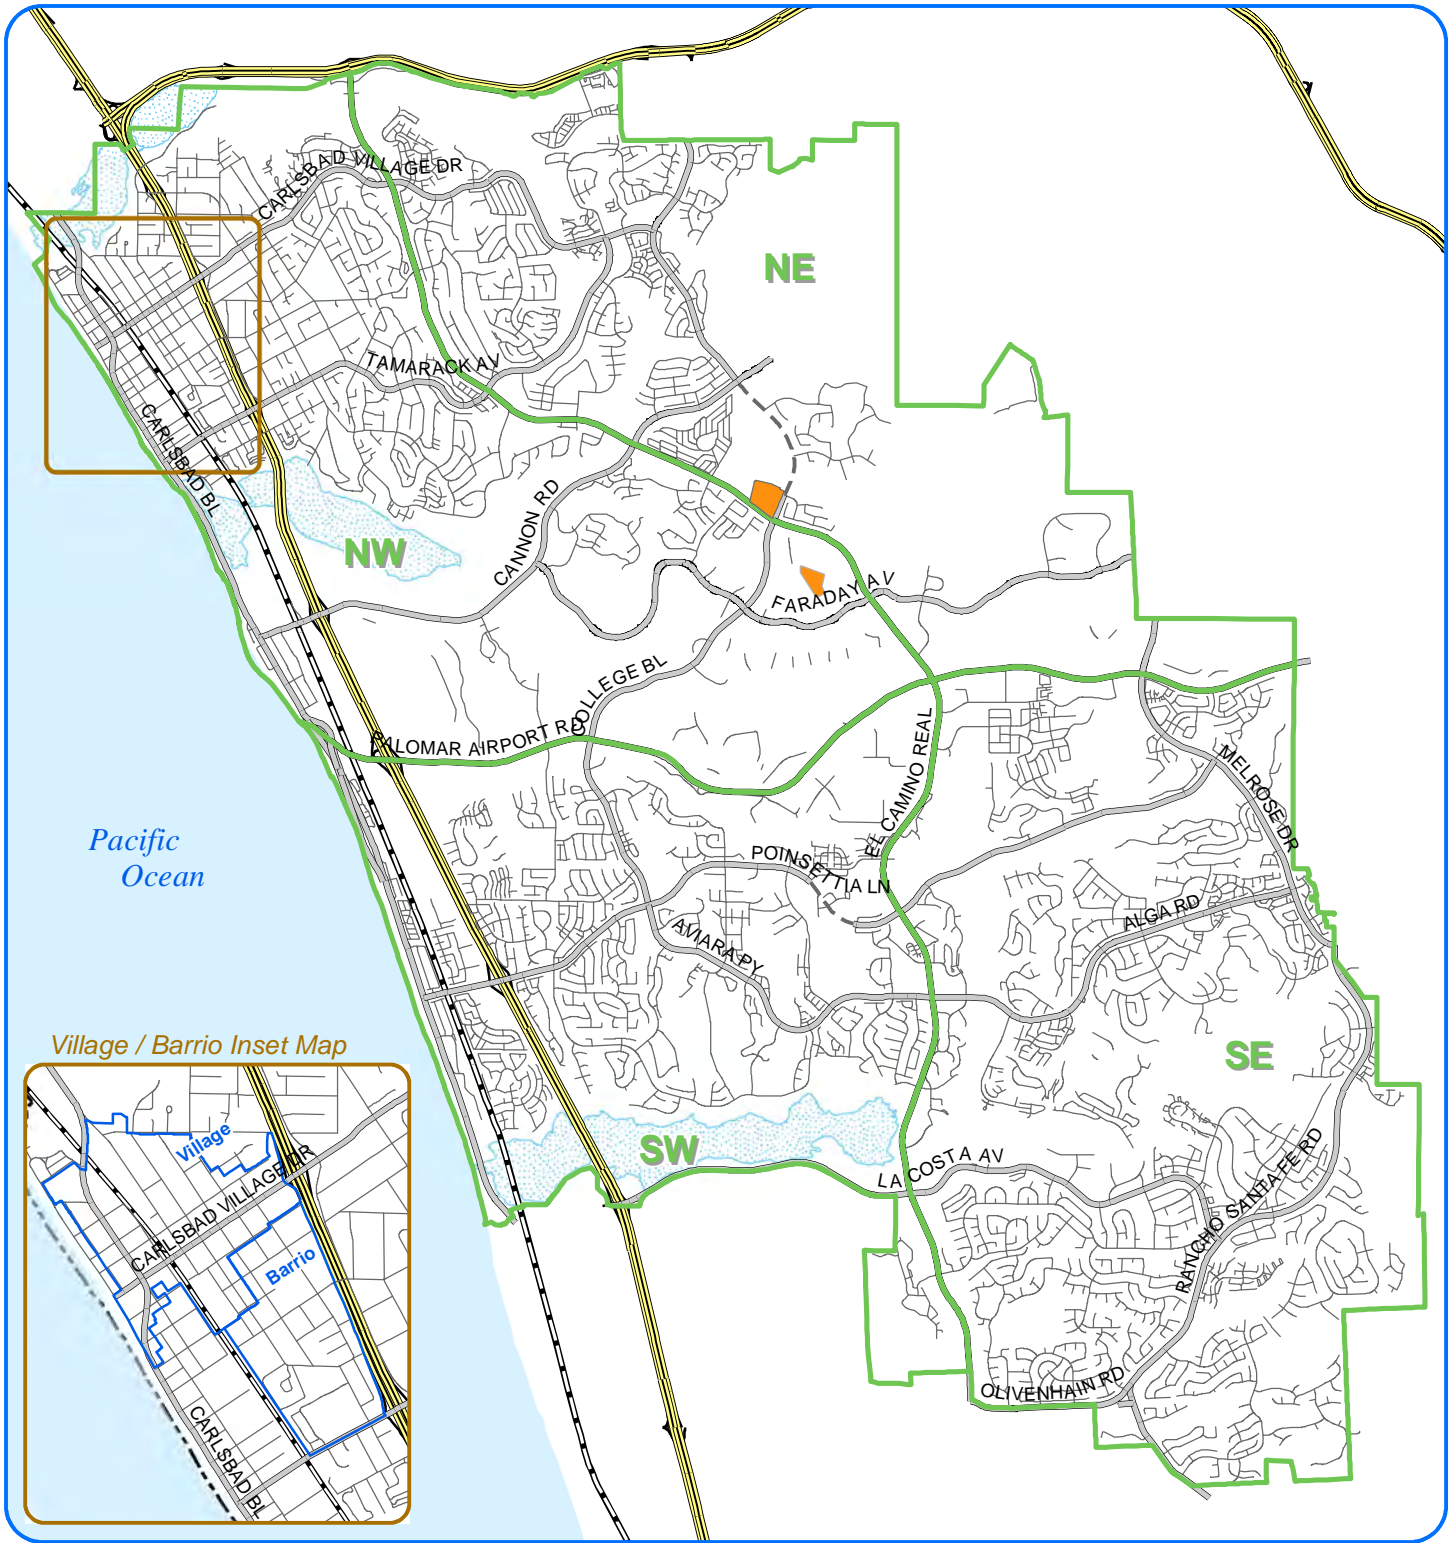 CARLSBAD VILLAGE DR
NE
TAMARACK AV
CARLSBAD BL
NW
CANNON RD
FARADAY AV
COLLEGE BL
PALOMAR AIRPORT RD
EL CAMINO REAL
MELROSE DR
Pacific
Ocean
POINSETTIA LN
ALGA RD
AVIARA PY
SE
SW
LA COSTA AV
RANCHO SANTA FE RD
OLIVENHAIN RD
Village / Barrio Inset Map
Village
CARLSBAD VILLAGE DR
Barrio
CARLSBAD BL